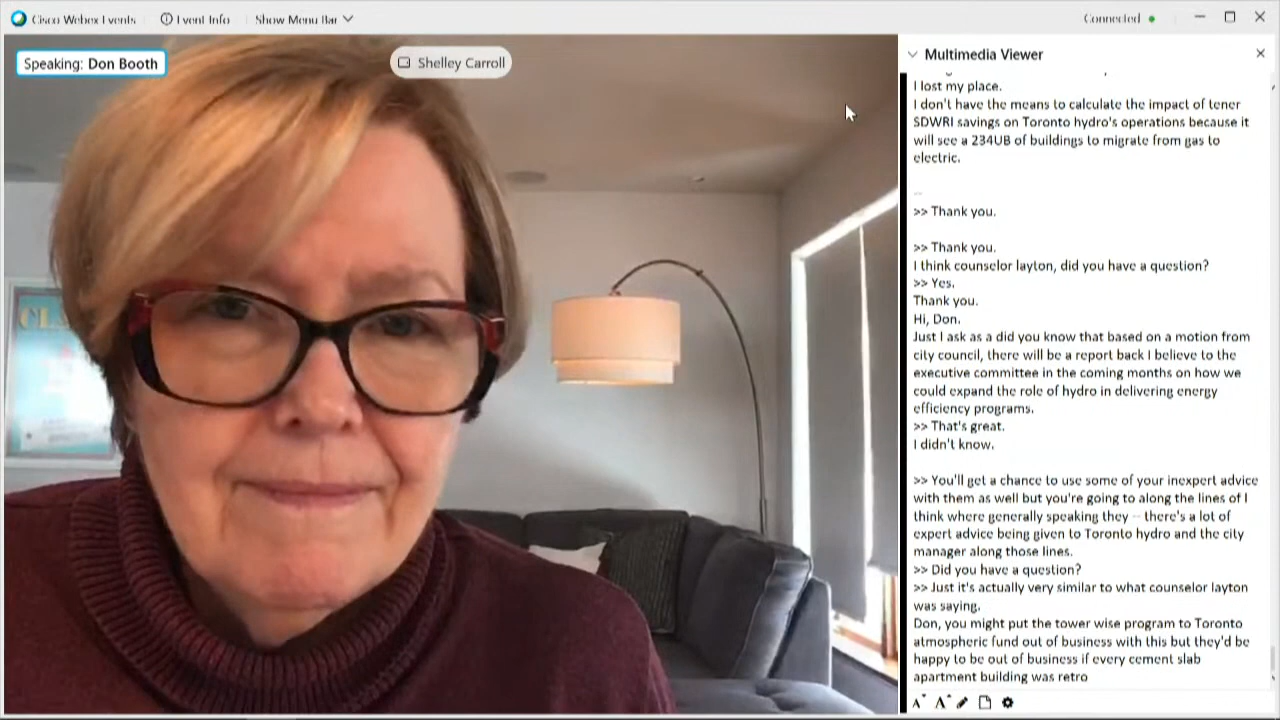 Cisco Webex Events
Event Info
Show Menu Bar
Connected
Speaking: Don Booth
Shelley Carroll
Multimedia Viewer
I lost my place.
I don't have the means to calculate the impact of tener
SDWRI savings on Toronto hydro's operations because it
will see a 234UB of buildings to migrate from gas to
electric.
--
>> Thank you.
>> Thank you.
I think counselor layton, did you have a question?
>> Yes.
Thank you.
Hi, Don.
Just I ask as a did you know that based on a motion from
city council, there will be a report back I believe to the
executive committee in the coming months on how we
could expand the role of hydro in delivering energy
efficiency programs.
>> That's great.
I didn't know.
>> You'll get a chance to use some of your inexpert advice
with them as well but you're going to along the lines of I
think where generally speaking they -- there's a lot of
expert advice being given to Toronto hydro and the city
manager along those lines.
>> Did you have a question?
>> Just it's actually very similar to what counselor layton
was saying.
Don, you might put the tower wise program to Toronto
atmospheric fund out of business with this but they'd be
happy to be out of business if every cement slab
apartment building was retro